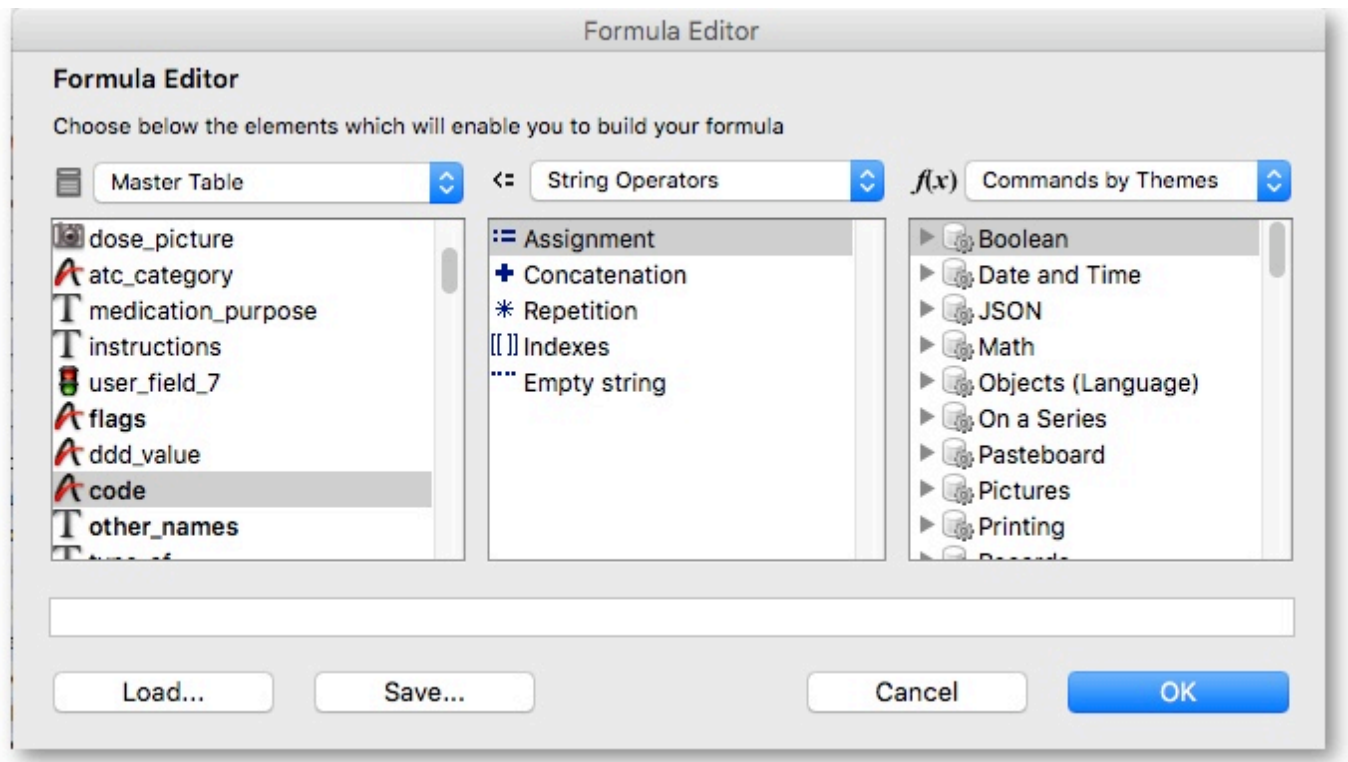 Formula Editor
Formula Editor
Choose below the elements which will enable you to build your formula
Master Table
<= String Operators
f(x) Commands by Themes
dose_picture
atc_category
medication_purpose
instructions
user_field_7
flags
ddd_value
code
other_names
:= Assignment
+ Concatenation
* Repetition
[[ ]] Indexes
"" Empty string
Boolean
Date and Time
JSON
Math
Objects (Language)
On a Series
Pasteboard
Pictures
Printing
Load...
Save...
Cancel
OK